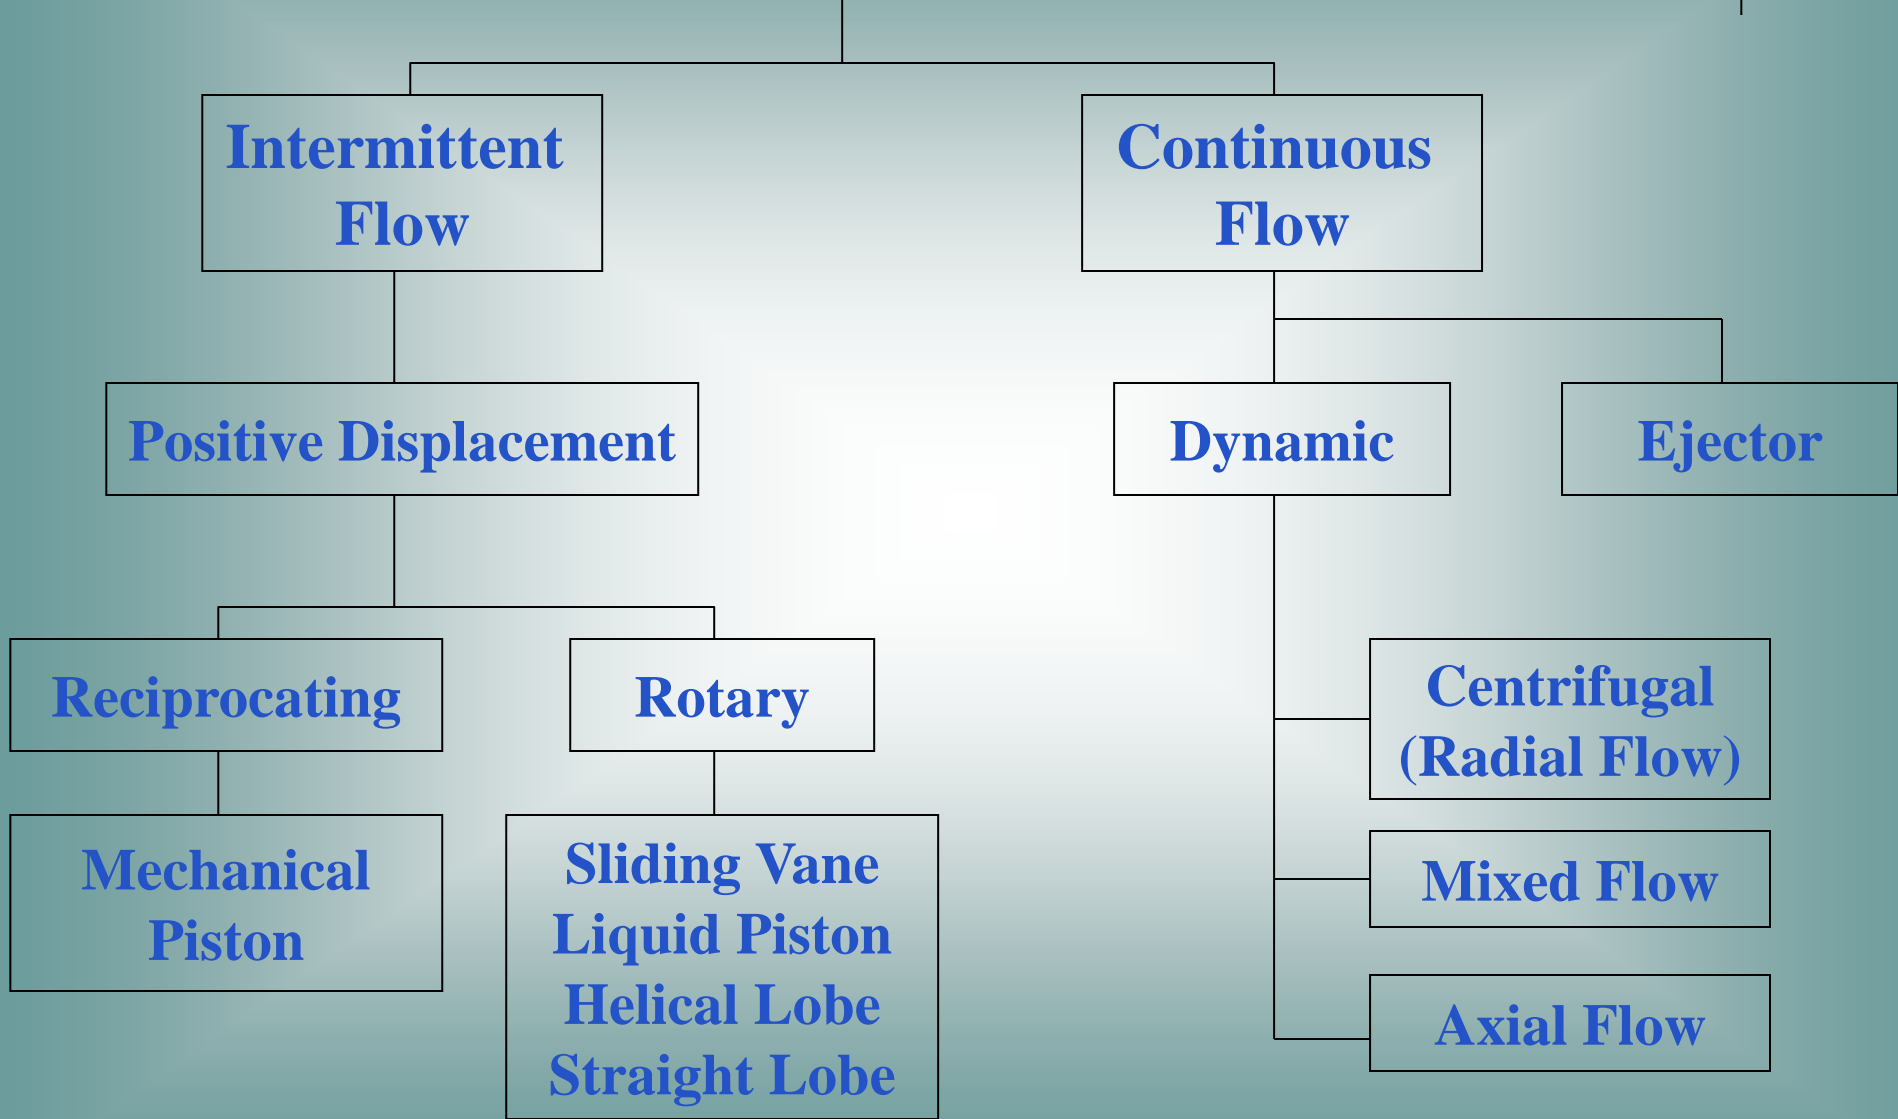 Intermittent
Flow
Continuous
Flow
Positive Displacement
Dynamic
Ejector
Reciprocating
Rotary
Centrifugal
(Radial Flow)
Mechanical
Piston
Sliding Vane
Liquid Piston
Helical Lobe
Straight Lobe
Mixed Flow
Axial Flow